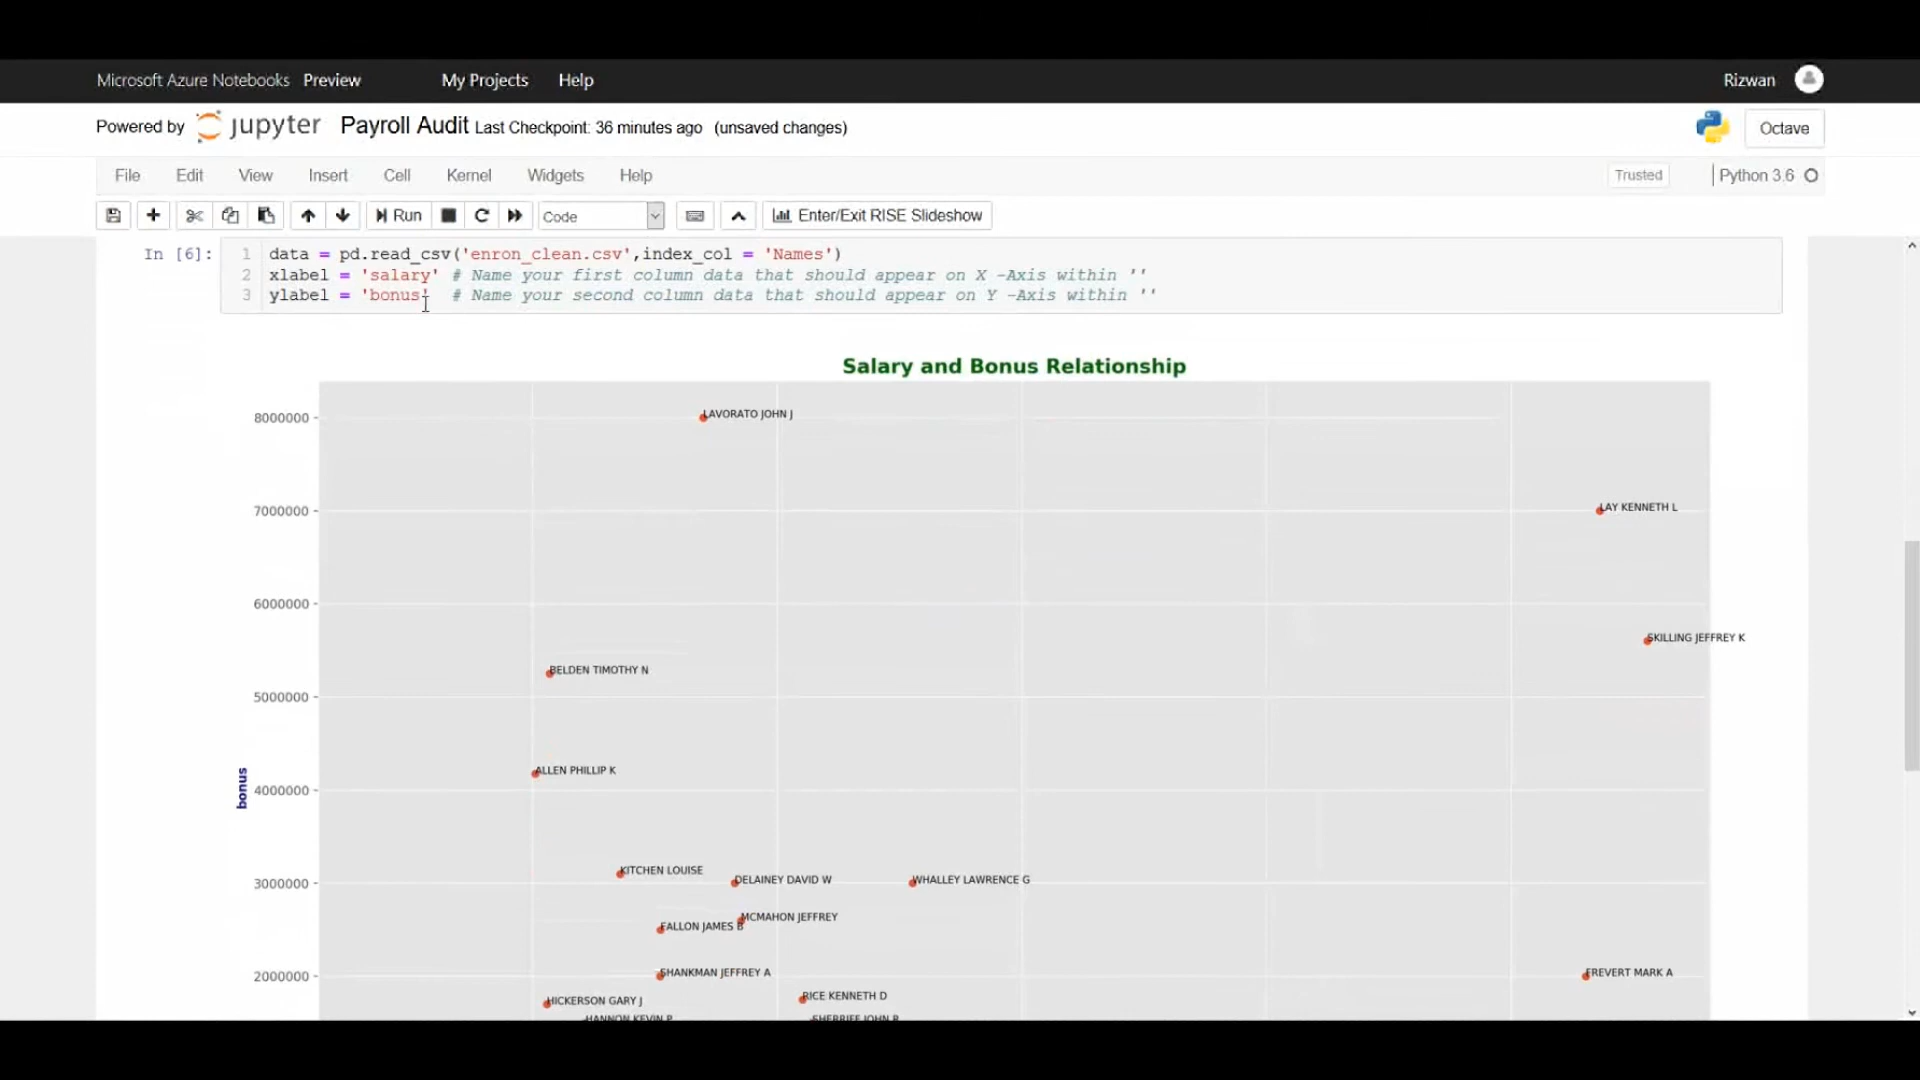 Microsoft Azure Notebooks Preview My Projects Help Rizwan
Powered by jupyter Payroll Audit Last Checkpoint: 36 minutes ago (unsaved changes) Octave
File Edit View Insert Cell Kernel Widgets Help Trusted Python 3.6
Run Code Enter/Exit RISE Slideshow
In [6]: 1 data = pd.read_csv('enron_clean.csv',index_col = 'Names')
2 xlabel = 'salary' # Name your first column data that should appear on X -Axis within ''
3 ylabel = 'bonus' # Name your second column data that should appear on Y -Axis within ''
Salary and Bonus Relationship
8000000 LAVORATO JOHN J
7000000 LAY KENNETH L
6000000
SKILLING JEFFREY K
BELDEN TIMOTHY N
5000000
ALLEN PHILLIP K
bonus
4000000
KITCHEN LOUISE
3000000 DELAINEY DAVID W WHALLEY LAWRENCE G
MCMAHON JEFFREY
FALLON JAMES B
2000000 SHANKMAN JEFFREY A FREVERT MARK A
RICE KENNETH D
HICKERSON GARY J
HANNON KEVIN P SHERRIFF JOHN R